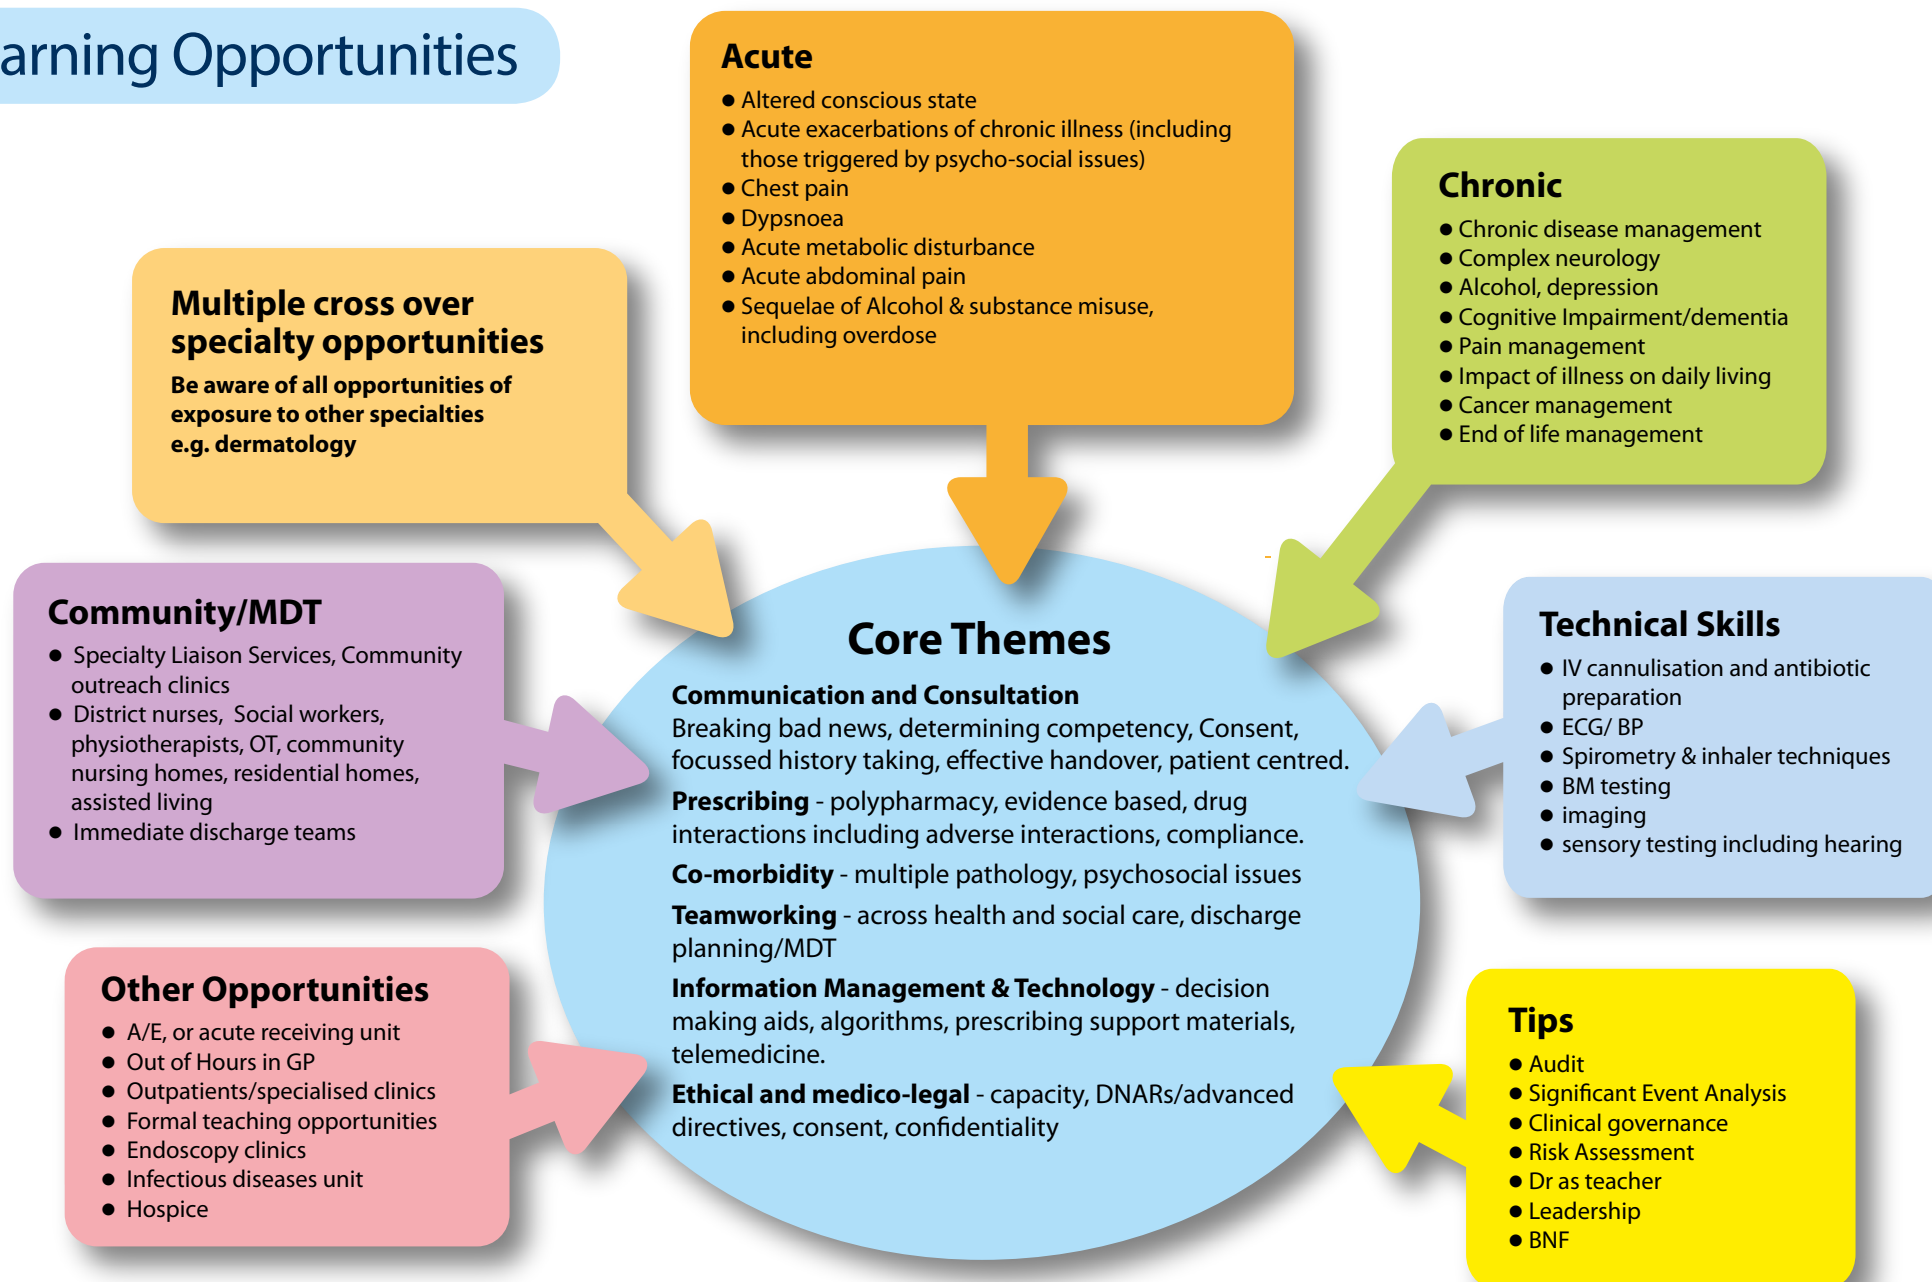 arning Opportunities
Acute
● Altered conscious state
● Acute exacerbations of chronic illness (including
those triggered by psycho-social issues)
● Chest pain
● Dypsnoea
● Acute metabolic disturbance
● Acute abdominal pain
● Sequelae of Alcohol & substance misuse,
including overdose
Chronic
● Chronic disease management
● Complex neurology
● Alcohol, depression
● Cognitive Impairment/dementia
● Pain management
● Impact of illness on daily living
● Cancer management
● End of life management
Multiple cross over
specialty opportunities
Be aware of all opportunities of
exposure to other specialties
e.g. dermatology
Community/MDT
● Specialty Liaison Services, Community
outreach clinics
● District nurses, Social workers,
physiotherapists, OT, community
nursing homes, residential homes,
assisted living
● Immediate discharge teams
Core Themes
Communication and Consultation
Breaking bad news, determining competency, Consent,
focussed history taking, effective handover, patient centred.
Prescribing - polypharmacy, evidence based, drug
interactions including adverse interactions, compliance.
Co-morbidity - multiple pathology, psychosocial issues
Teamworking - across health and social care, discharge
planning/MDT
Information Management & Technology - decision
making aids, algorithms, prescribing support materials,
telemedicine.
Ethical and medico-legal - capacity, DNARs/advanced
directives, consent, confidentiality
Technical Skills
● IV cannulisation and antibiotic
preparation
● ECG/ BP
● Spirometry & inhaler techniques
● BM testing
● imaging
● sensory testing including hearing
Other Opportunities
● A/E, or acute receiving unit
● Out of Hours in GP
● Outpatients/specialised clinics
● Formal teaching opportunities
● Endoscopy clinics
● Infectious diseases unit
● Hospice
Tips
● Audit
● Significant Event Analysis
● Clinical governance
● Risk Assessment
● Dr as teacher
● Leadership
● BNF